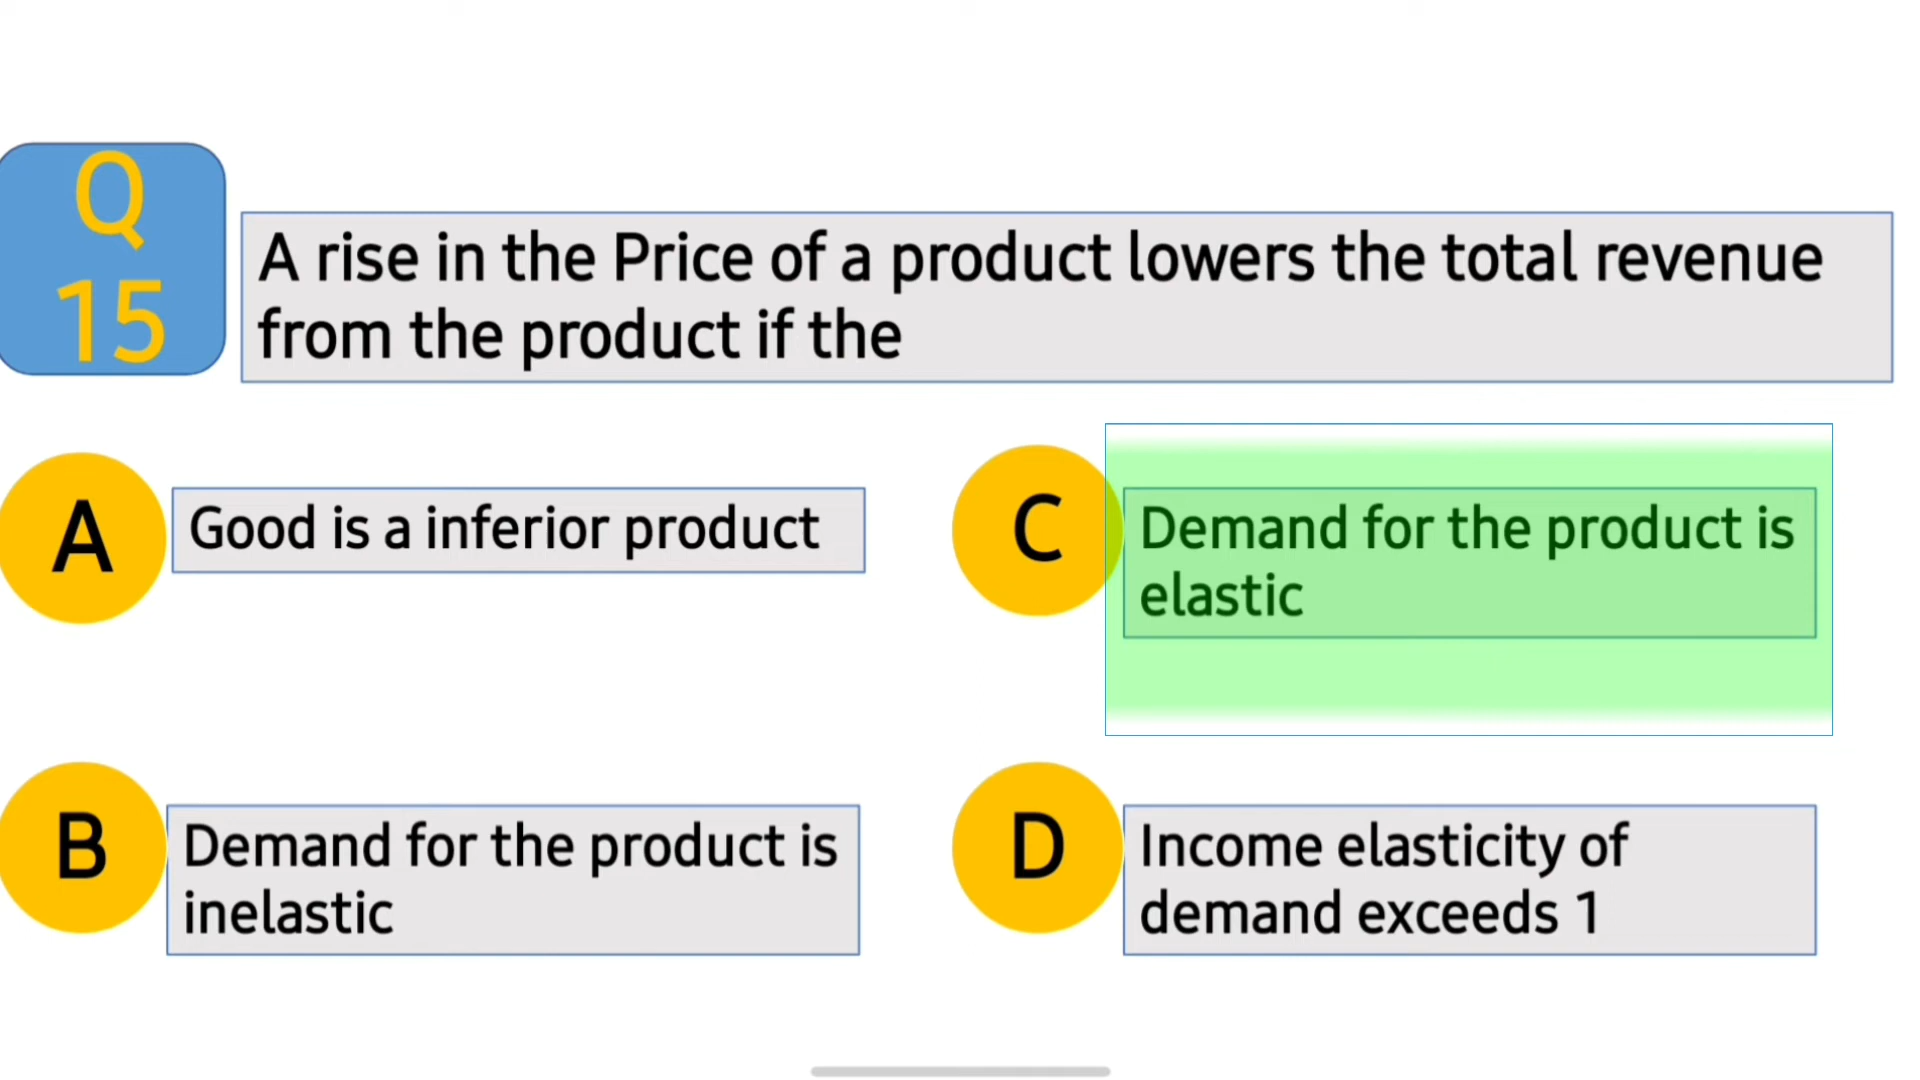 Q
15
A rise in the Price of a product lowers the total revenue
from the product if the
A
Good is a inferior product
C
Demand for the product is
elastic
B
Demand for the product is
inelastic
D
Income elasticity of
demand exceeds 1